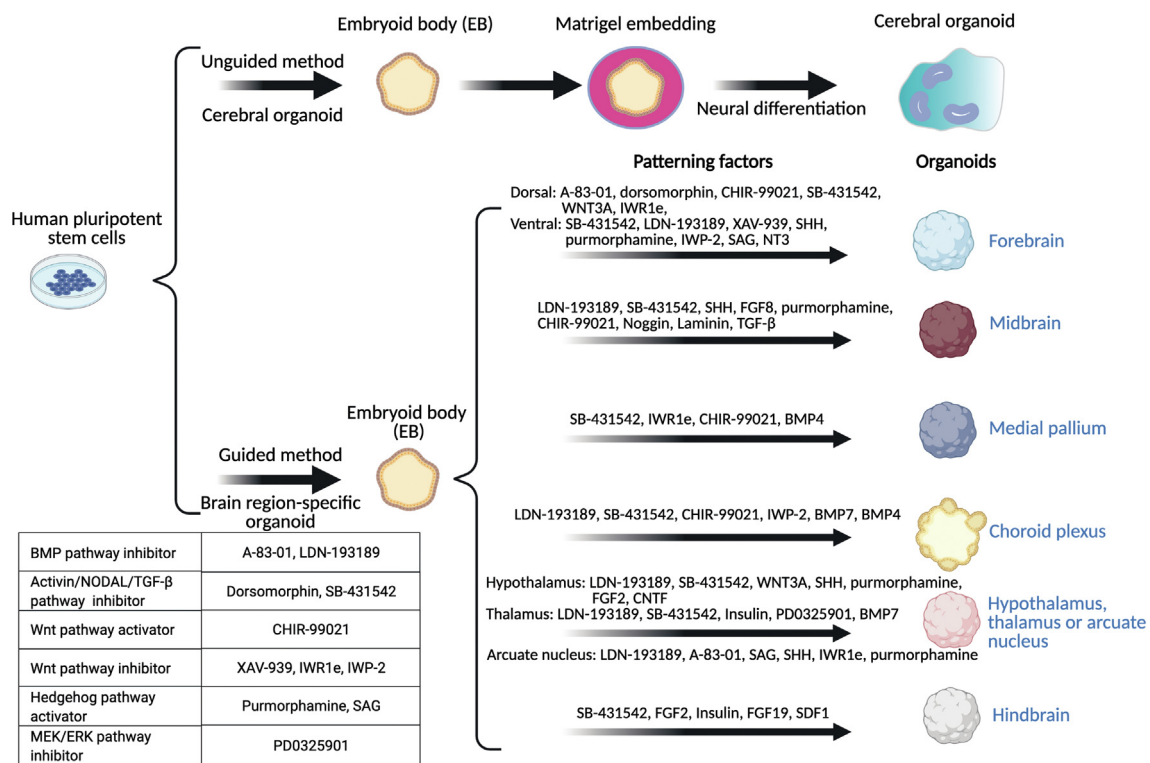 Embryoid body (EB)
Matrigel embedding
Cerebral organoid
Unguided method
Cerebral organoid
Neural differentiation
Patterning factors
Organoids
Human pluripotent
stem cells
Dorsal: A-83-01, dorsomorphin, CHIR-99021, SB-431542,
WNT3A, IWR1e,
Ventral: SB-431542, LDN-193189, XAV-939, SHH,
purmorphamine, IWP-2, SAG, NT3
Forebrain
LDN-193189, SB-431542, SHH, FGF8, purmorphamine,
CHIR-99021, Noggin, Laminin, TGF-β
Midbrain
Embryoid body
(EB)
SB-431542, IWR1e, CHIR-99021, BMP4
Medial pallium
Guided method
Brain region-specific
organoid
LDN-193189, SB-431542, CHIR-99021, IWP-2, BMP7, BMP4
Choroid plexus
Hypothalamus: LDN-193189, SB-431542, WNT3A, SHH, purmorphamine,
FGF2, CNTF
Thalamus: LDN-193189, SB-431542, Insulin, PD0325901, BMP7
Arcuate nucleus: LDN-193189, A-83-01, SAG, SHH, IWR1e, purmorphamine
Hypothalamus,
thalamus or arcuate
nucleus
SB-431542, FGF2, Insulin, FGF19, SDF1
Hindbrain
BMP pathway inhibitor
A-83-01, LDN-193189
Activin/NODAL/TGF-β
pathway inhibitor
Dorsomorphin, SB-431542
Wnt pathway activator
CHIR-99021
Wnt pathway inhibitor
XAV-939, IWR1e, IWP-2
Hedgehog pathway
activator
Purmorphamine, SAG
MEK/ERK pathway
inhibitor
PD0325901